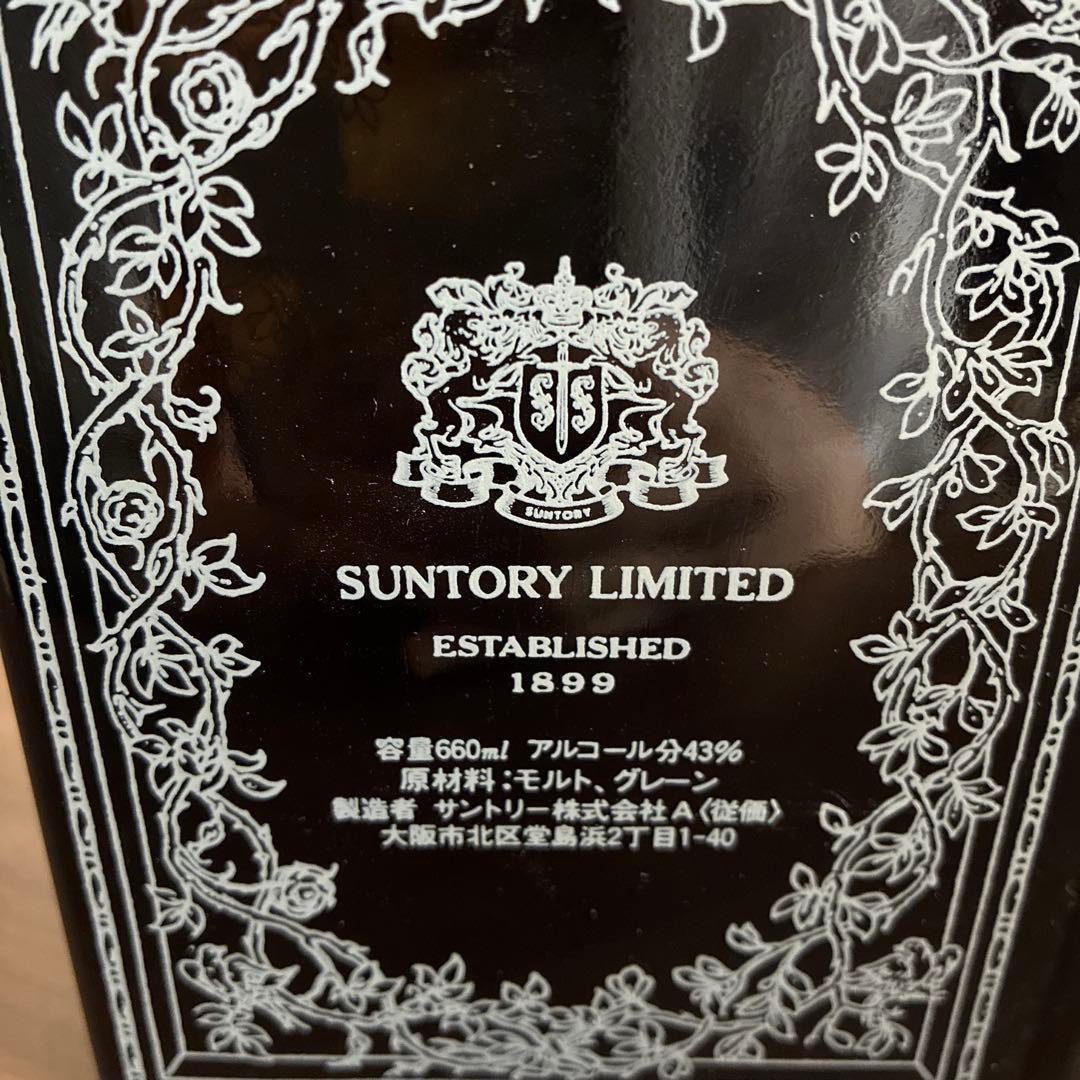 SUNTORY
SUNTORY LIMITED
ESTABLISHED
1899
容量660ml アルコール分43%
原材料:モルト、グレーン
製造者 サントリー株式会社A〈従価〉
大阪市北区堂島浜2丁目1-40